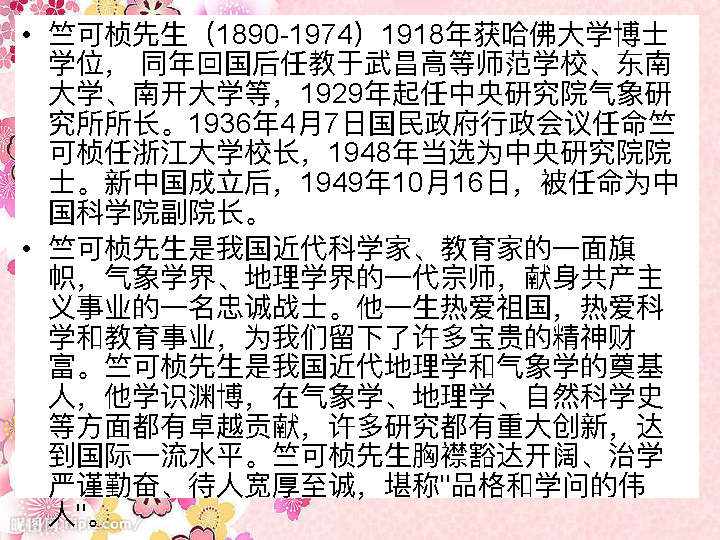 • 竺可桢先生（1890-1974）1918年获哈佛大学博士
学位， 同年回国后任教于武昌高等师范学校、东南
大学、南开大学等，1929年起任中央研究院气象研
究所所长。1936年4月7日国民政府行政会议任命竺
可桢任浙江大学校长，1948年当选为中央研究院院
士。新中国成立后，1949年10月16日，被任命为中
国科学院副院长。
• 竺可桢先生是我国近代科学家、教育家的一面旗
帜，气象学界、地理学界的一代宗师，献身共产主
义事业的一名忠诚战士。他一生热爱祖国，热爱科
学和教育事业，为我们留下了许多宝贵的精神财
富。竺可桢先生是我国近代地理学和气象学的奠基
人，他学识渊博，在气象学、地理学、自然科学史
等方面都有卓越贡献，许多研究都有重大创新，达
到国际一流水平。竺可桢先生胸襟豁达开阔、治学
严谨勤奋、待人宽厚至诚，堪称"品格和学问的伟
人"。